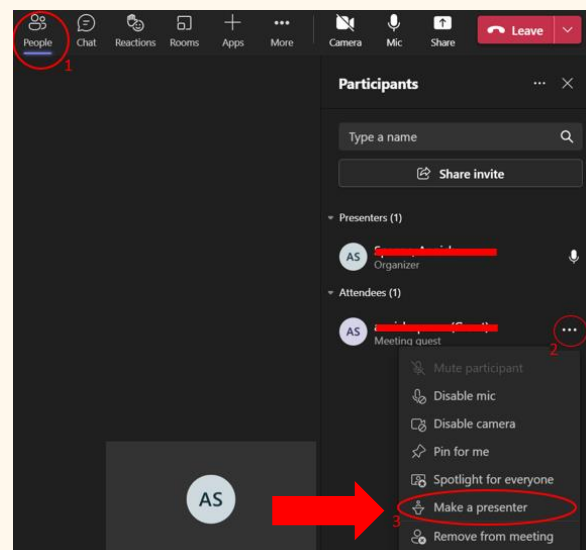 People Chat Reactions Rooms Apps More Camera Mic Share Leave
1
Participants
Type a name
Share invite
Presenters (1)
AS
Organizer
Attendees (1)
AS
Meeting guest
2
Mute participant
Disable mic
Disable camera
Pin for me
Spotlight for everyone
AS
3 Make a presenter
Remove from meeting